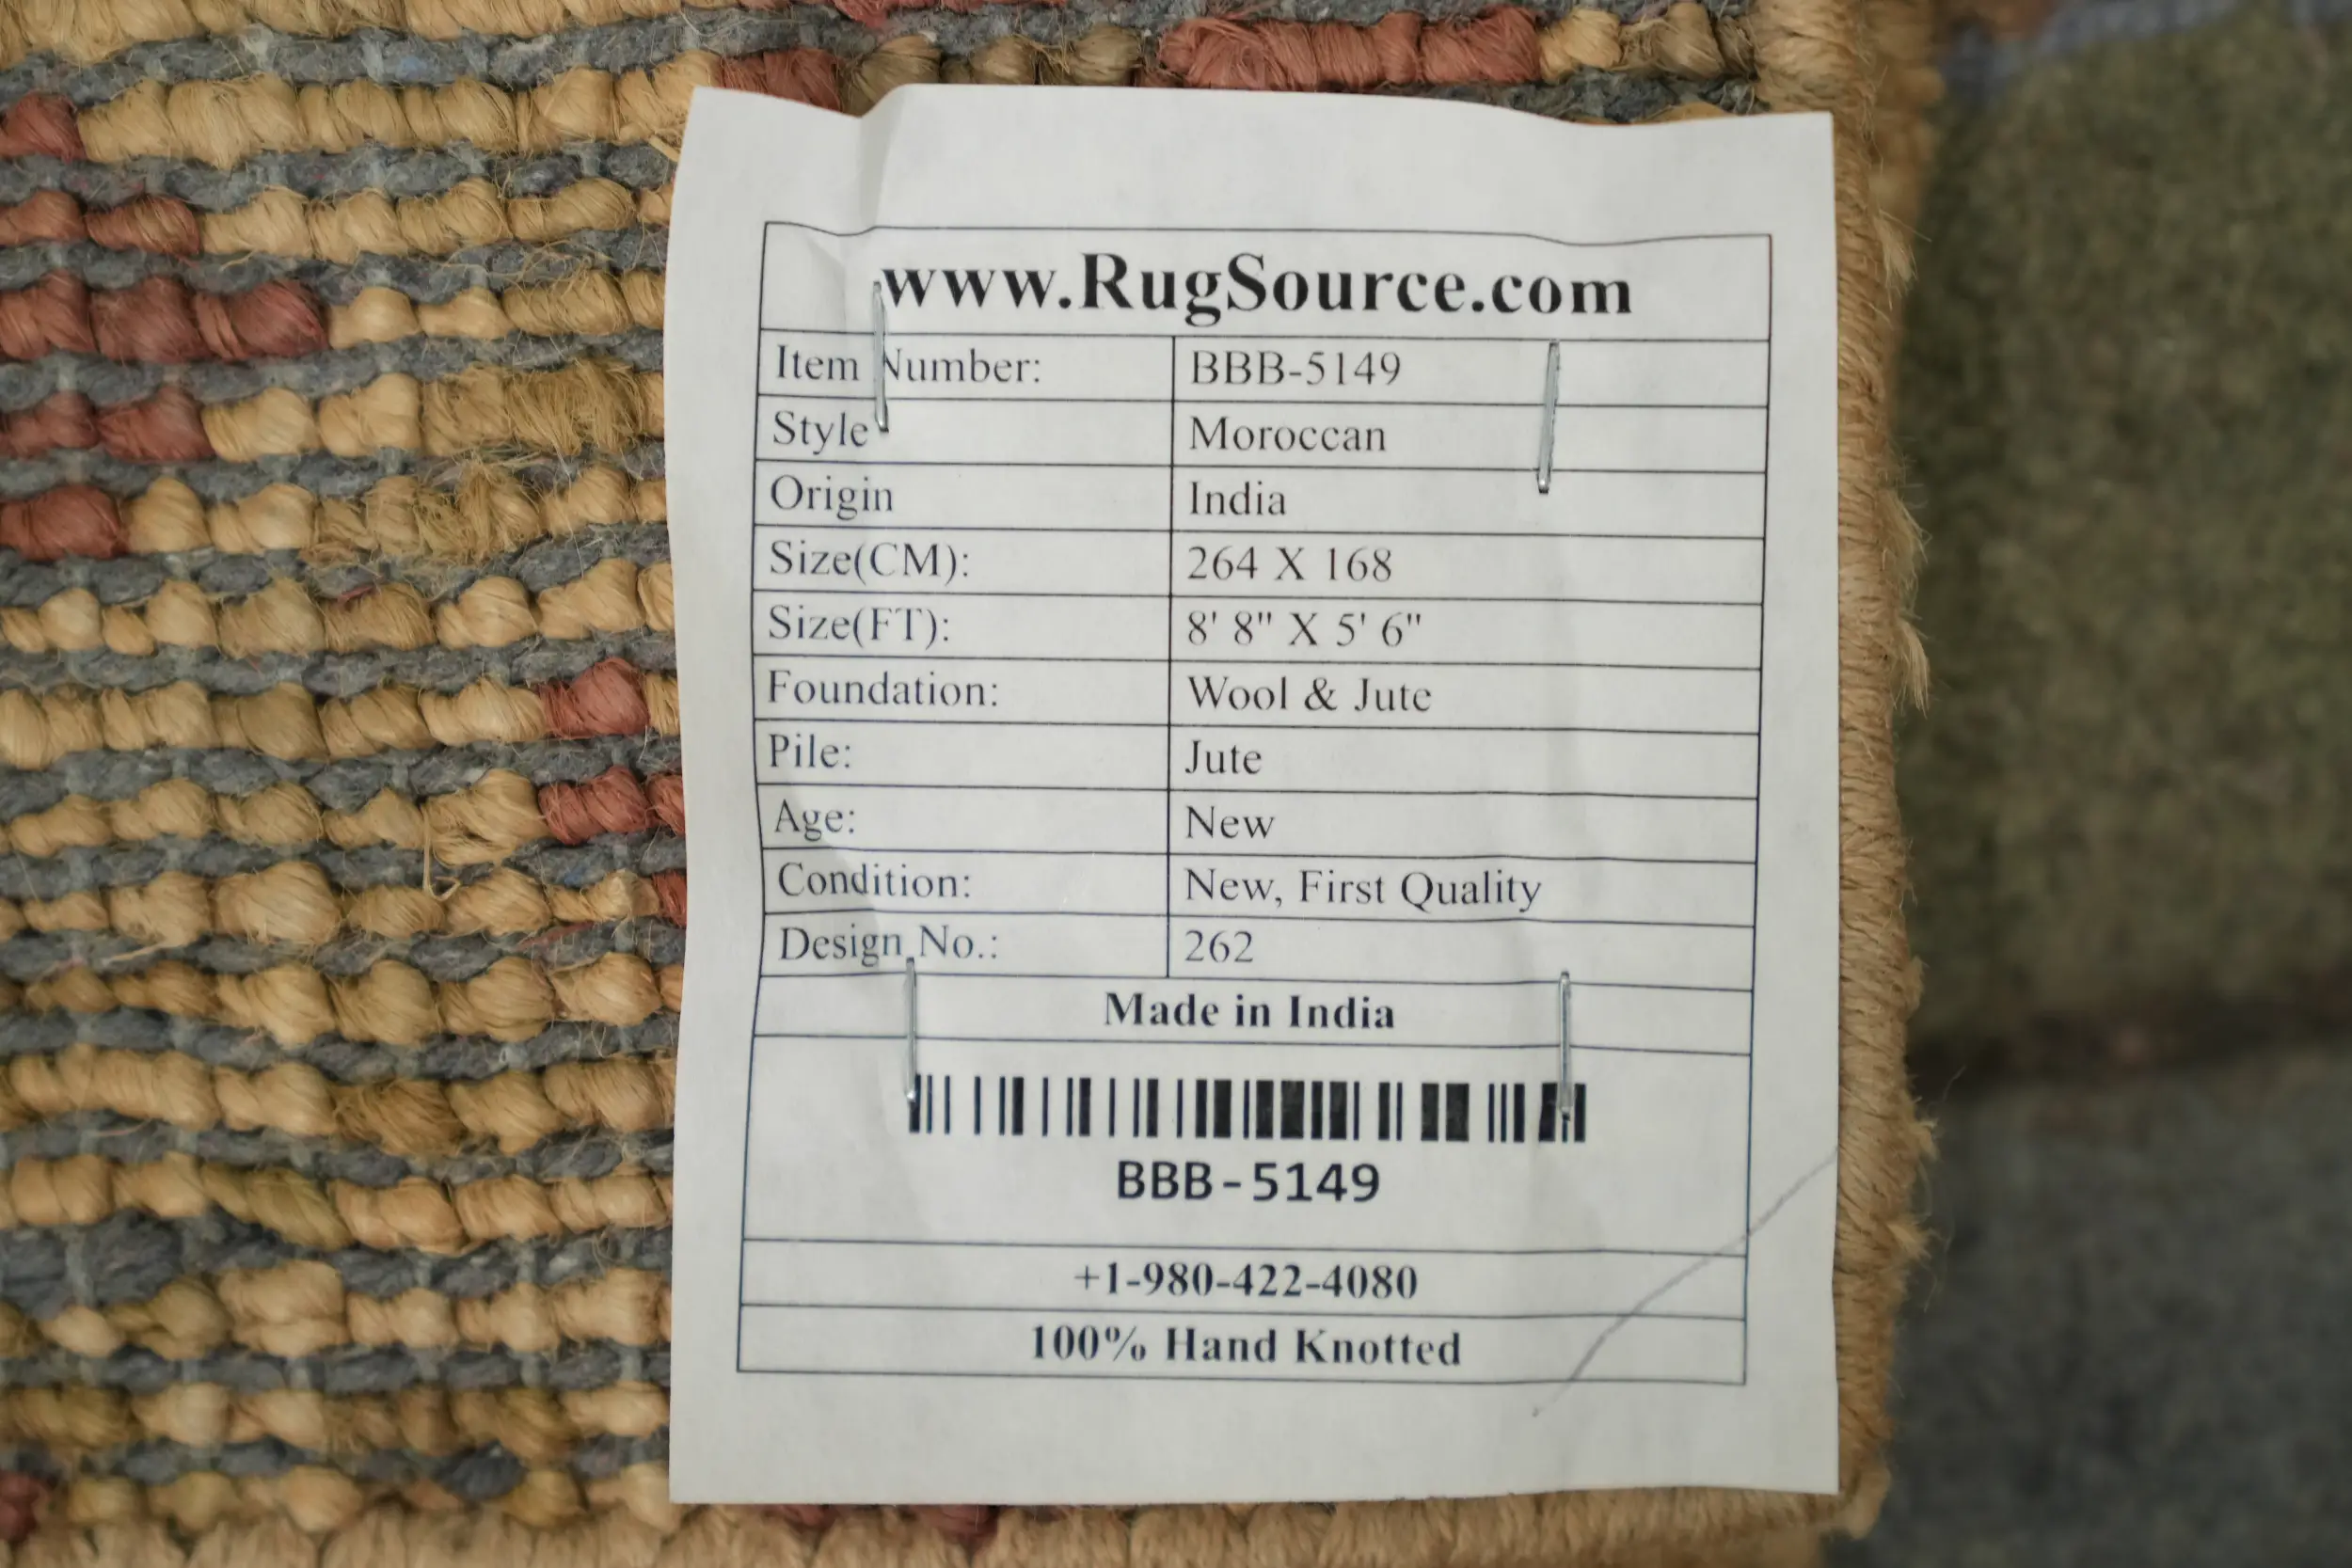 www.RugSource.com
Item Number: BBB-5149
Style Moroccan
Origin India
Size(CM): 264 X 168
Size(FT): 8' 8" X 5' 6"
Foundation: Wool & Jute
Pile: Jute
Age: New
Condition: New, First Quality
Design No.: 262
Made in India
BBB-5149
+1-980-422-4080
100% Hand Knotted